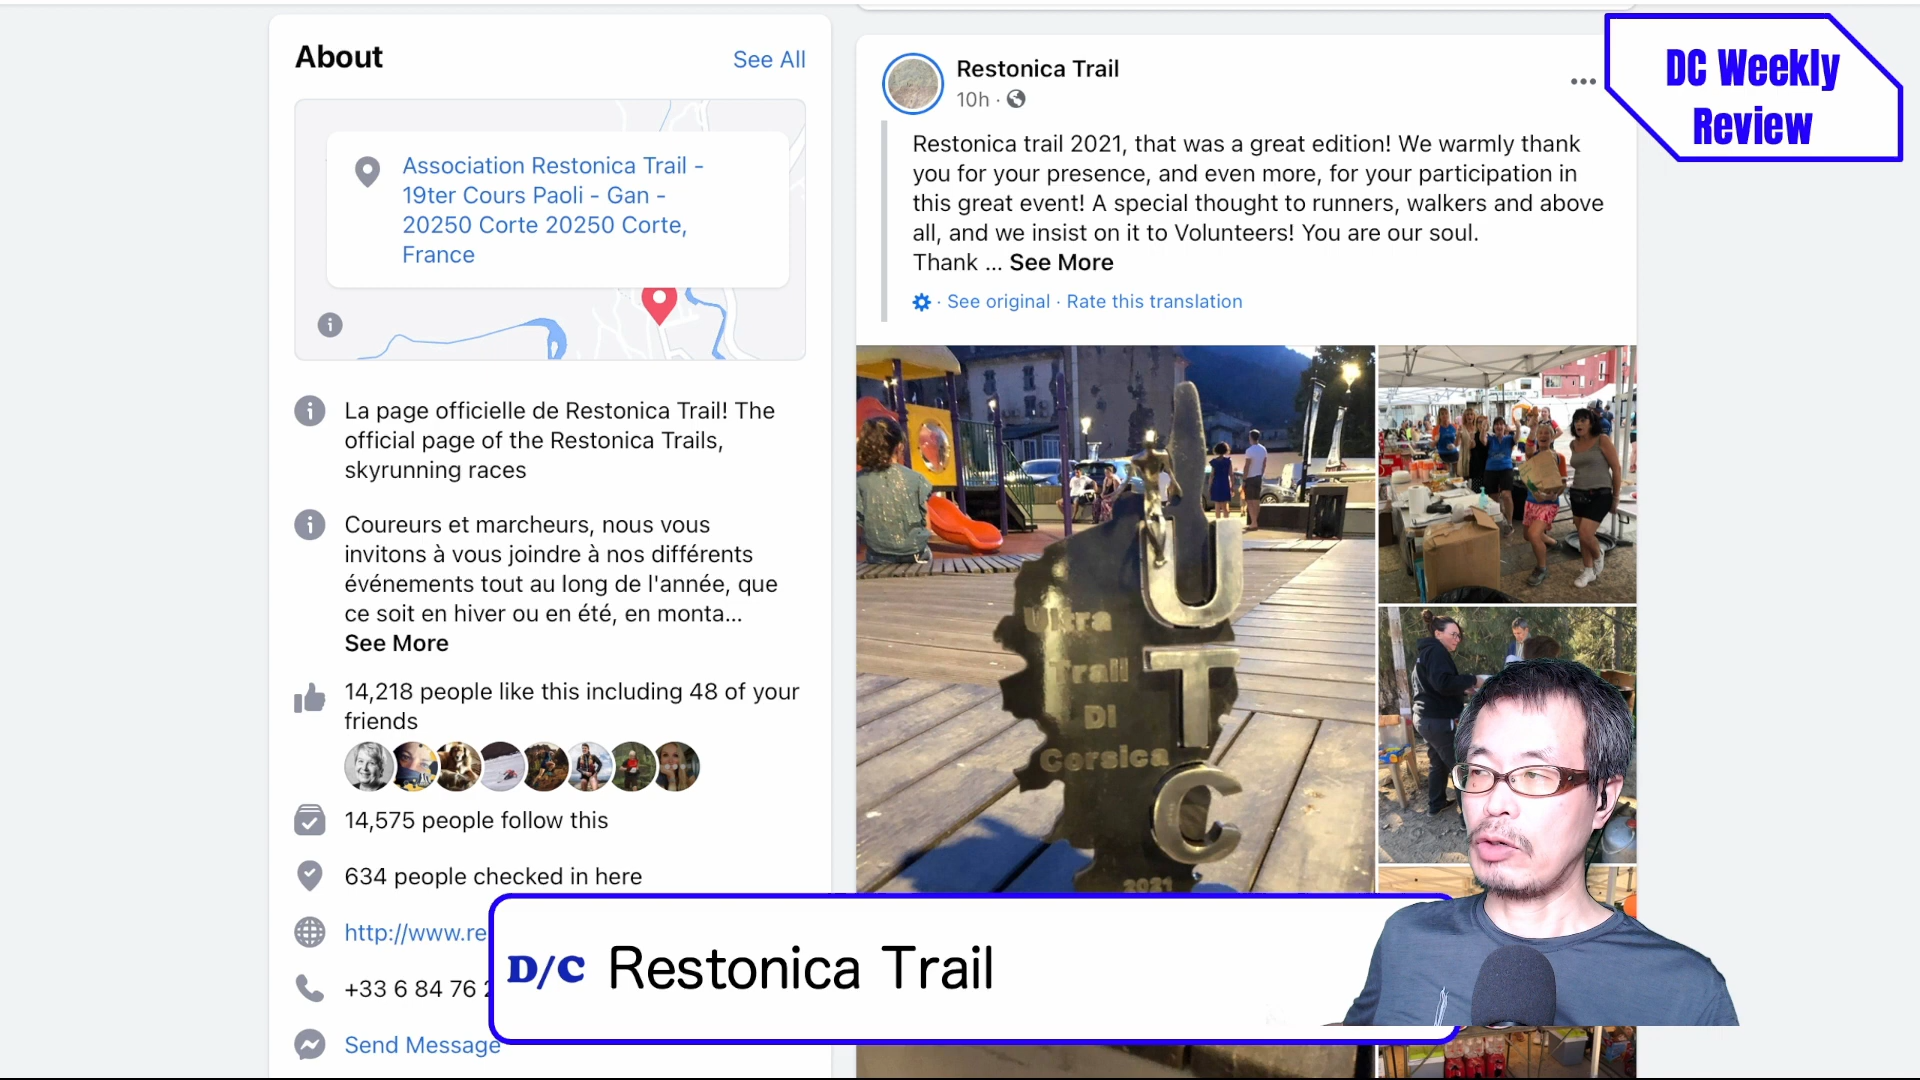 About
See All
Association Restonica Trail -
19ter Cours Paoli - Gan -
20250 Corte 20250 Corte,
France
La page officielle de Restonica Trail! The
official page of the Restonica Trails,
skyrunning races
Coureurs et marcheurs, nous vous
invitons à vous joindre à nos différents
événements tout au long de l'année, que
ce soit en hiver ou en été, en monta...
See More
14,218 people like this including 48 of your
friends
14,575 people follow this
634 people checked in here
http://www.re
+33 6 84 76
Send Message
Restonica Trail
10h ·
Restonica trail 2021, that was a great edition! We warmly thank
you for your presence, and even more, for your participation in
this great event! A special thought to runners, walkers and above
all, and we insist on it to Volunteers! You are our soul.
Thank ... See More
· See original · Rate this translation
UTC
Ultra
Trail
Di
Corsica
2021
DC Weekly
Review
D/C Restonica Trail